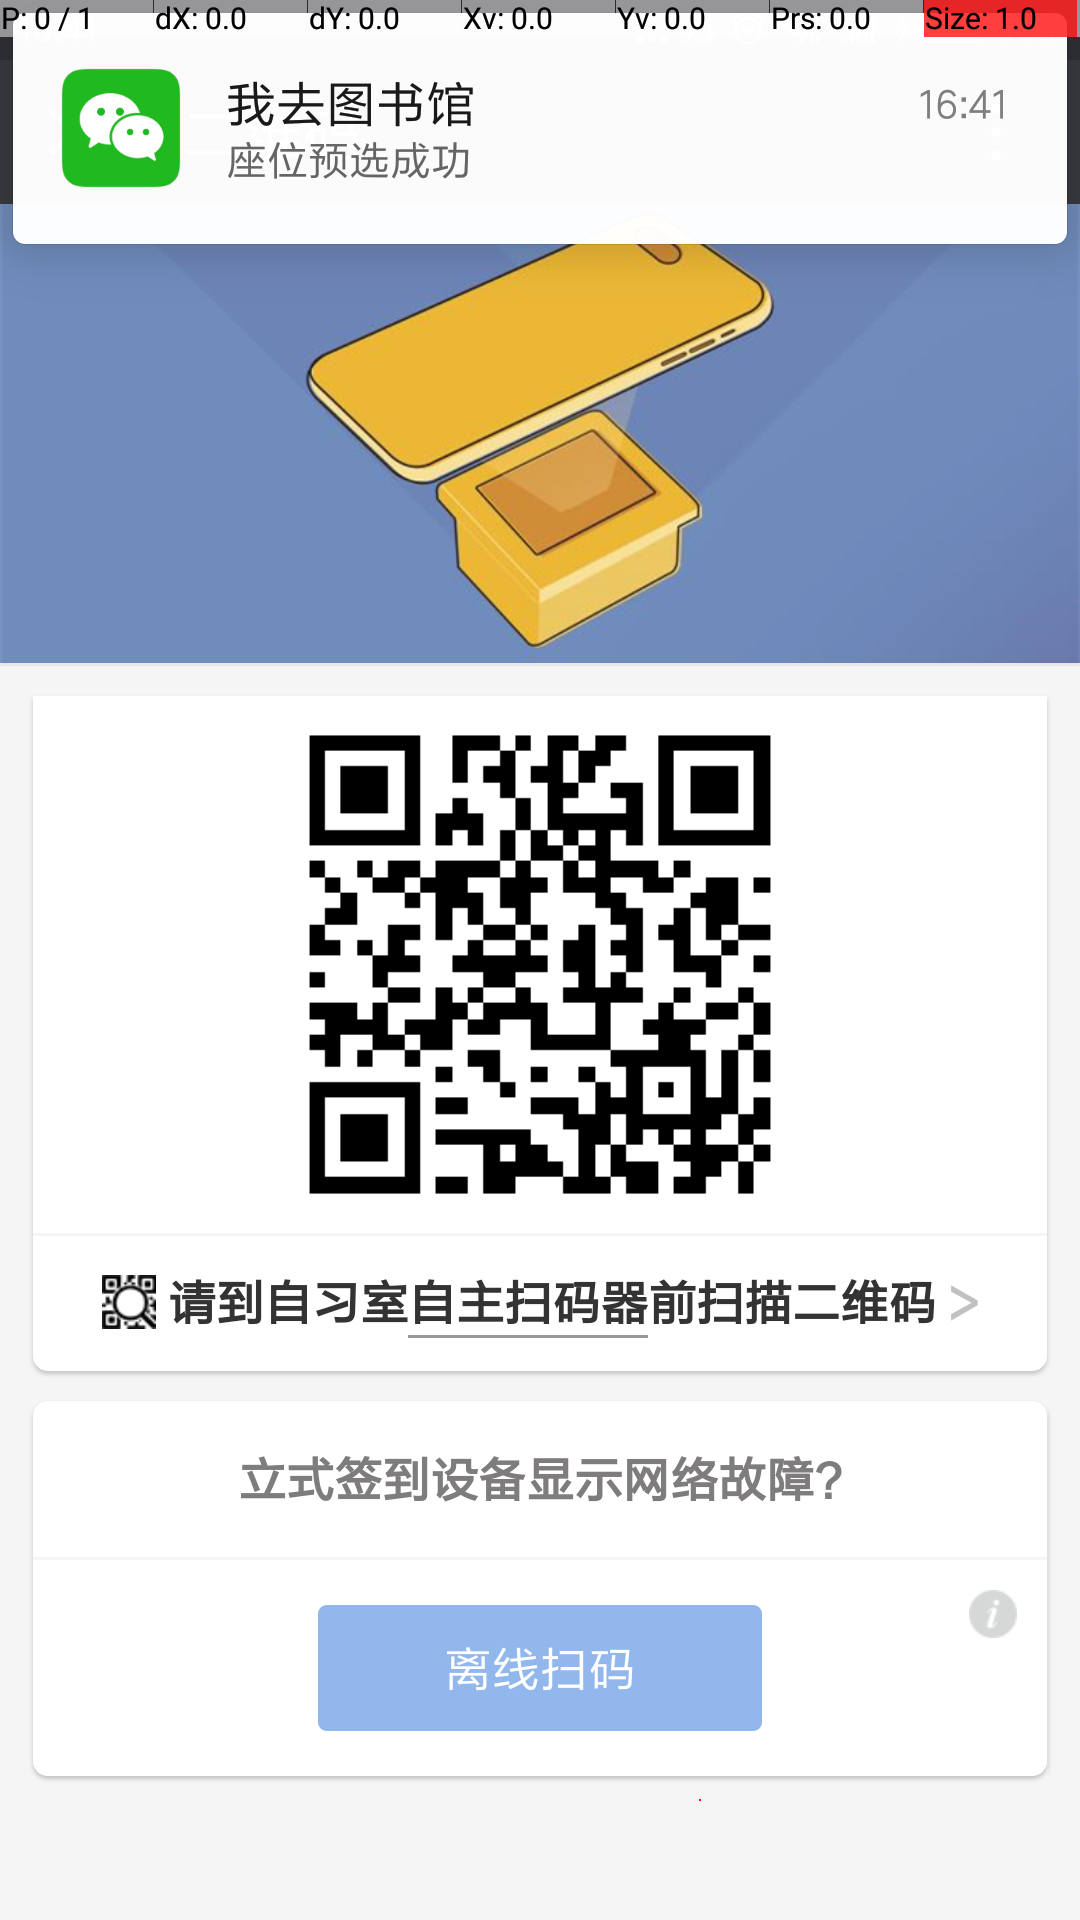 P: 0 / 1 dX: 0.0 dY: 0.0 Xv: 0.0 Yv: 0.0 Prs: 0.0 Size: 1.0
我去图书馆 16:41
座位预选成功
请到自习室自主扫码器前扫描二维码 >
立式签到设备显示网络故障?
离线扫码